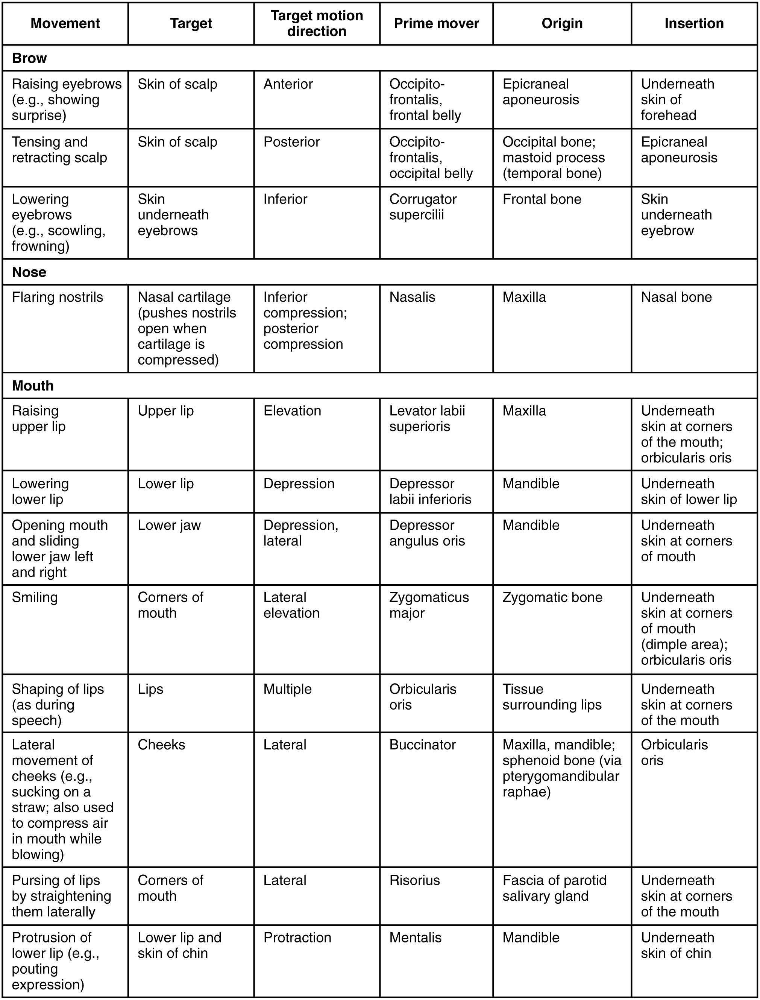 Movement
Target
Target motion
direction
Prime mover
Origin
Insertion
Brow
Raising eyebrows
(e.g., showing
surprise)
Skin of scalp
Anterior
Occipito-
frontalis,
frontal belly
Epicraneal
aponeurosis
Underneath
skin of
forehead
Tensing and
retracting scalp
Skin of scalp
Posterior
Occipito-
frontalis,
occipital belly
Occipital bone;
mastoid process
(temporal bone)
Epicraneal
aponeurosis
Lowering
eyebrows
(e.g., scowling,
frowning)
Skin
underneath
eyebrows
Inferior
Corrugator
supercilii
Frontal bone
Skin
underneath
eyebrow
Nose
Flaring nostrils
Nasal cartilage
(pushes nostrils
open when
cartilage is
compressed)
Inferior
compression;
posterior
compression
Nasalis
Maxilla
Nasal bone
Mouth
Raising
upper lip
Upper lip
Elevation
Levator labii
superioris
Maxilla
Underneath
skin at corners
of the mouth;
orbicularis oris
Lowering
lower lip
Lower lip
Depression
Depressor
labii inferioris
Mandible
Underneath
skin of lower lip
Opening mouth
and sliding
lower jaw left
and right
Lower jaw
Depression,
lateral
Depressor
angulus oris
Mandible
Underneath
skin at corners
of mouth
Smiling
Corners of
mouth
Lateral
elevation
Zygomaticus
major
Zygomatic bone
Underneath
skin at corners
of mouth
(dimple area);
orbicularis oris
Shaping of lips
(as during
speech)
Lips
Multiple
Orbicularis
oris
Tissue
surrounding lips
Underneath
skin at corners
of the mouth
Lateral
movement of
cheeks (e.g.,
sucking on a
straw; also used
to compress air
in mouth while
blowing)
Cheeks
Lateral
Buccinator
Maxilla, mandible;
sphenoid bone (via
pterygomandibular
raphae)
Orbicularis
oris
Pursing of lips
by straightening
them laterally
Corners of
mouth
Lateral
Risorius
Fascia of parotid
salivary gland
Underneath
skin at corners
of the mouth
Protrusion of
lower lip (e.g.,
pouting
expression)
Lower lip and
skin of chin
Protraction
Mentalis
Mandible
Underneath
skin of chin